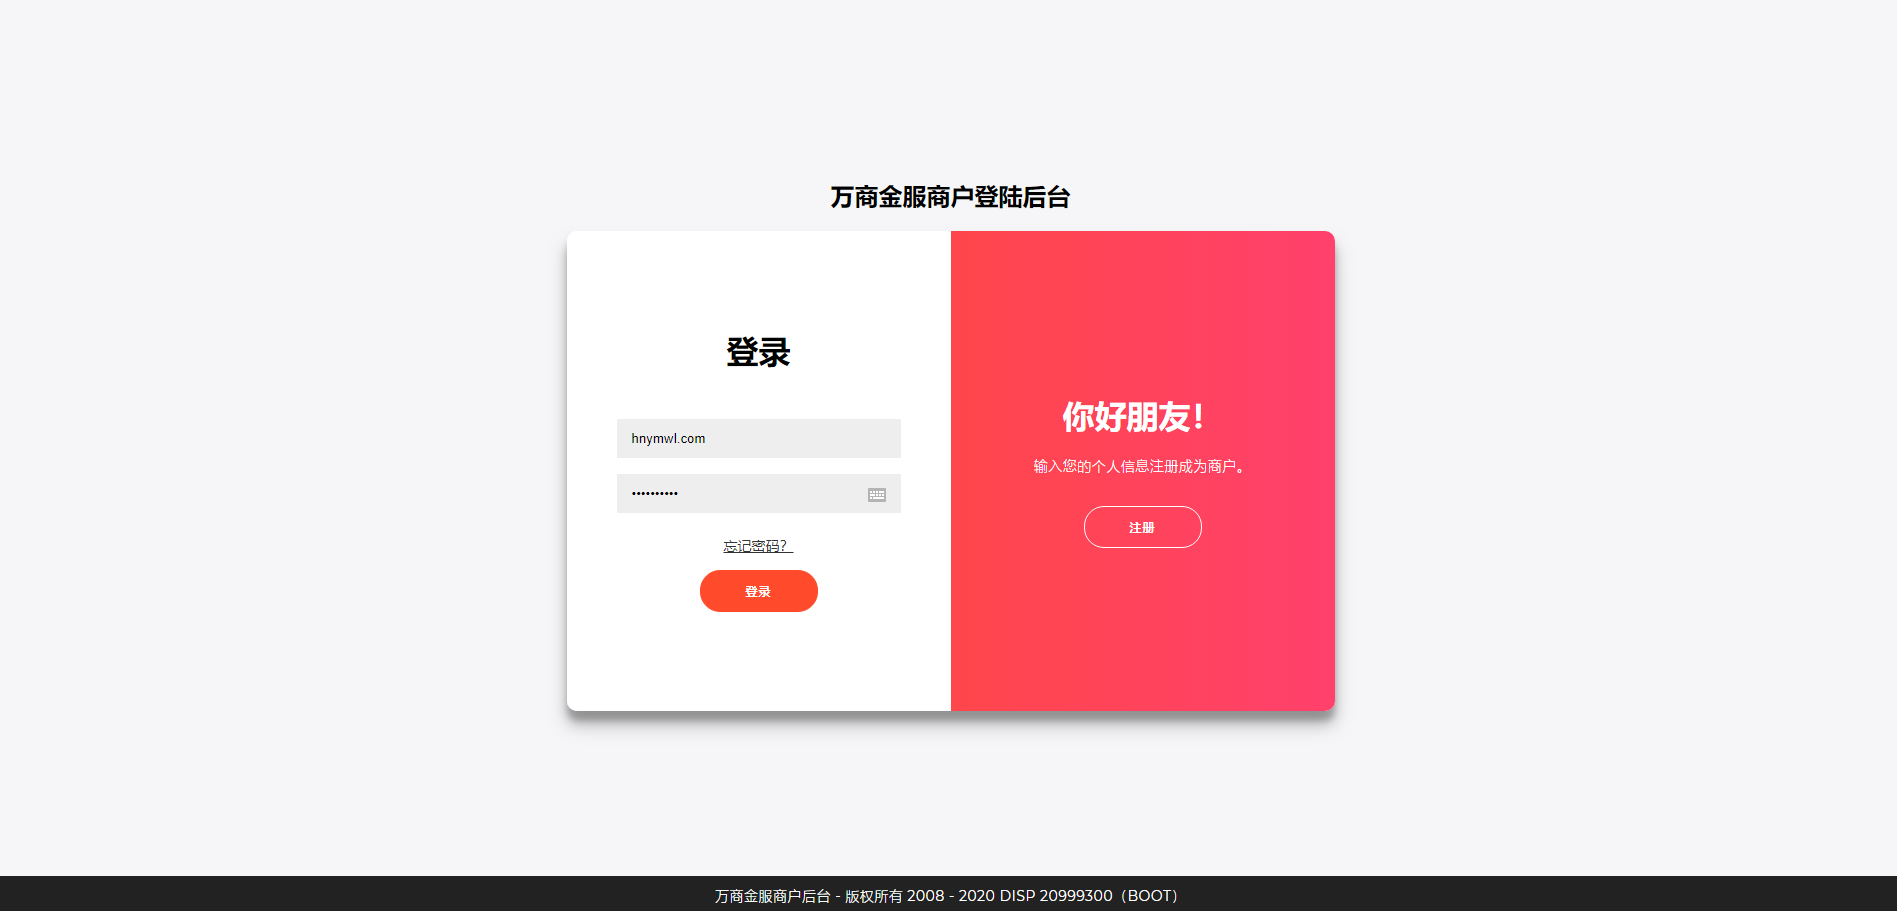 万商金服商户登陆后台
登录
hnymwl.com
••••••••••
忘记密码？
登录
你好朋友！
输入您的个人信息注册成为商户。
注册
万商金服商户后台 - 版权所有 2008 - 2020 DISP 20999300（BOOT）